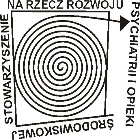 STOWARZYSZENIE
NA RZECZ ROZWOJU
PSYCHIATRII I OPIEKI
ŚRODOWISKOWEJ